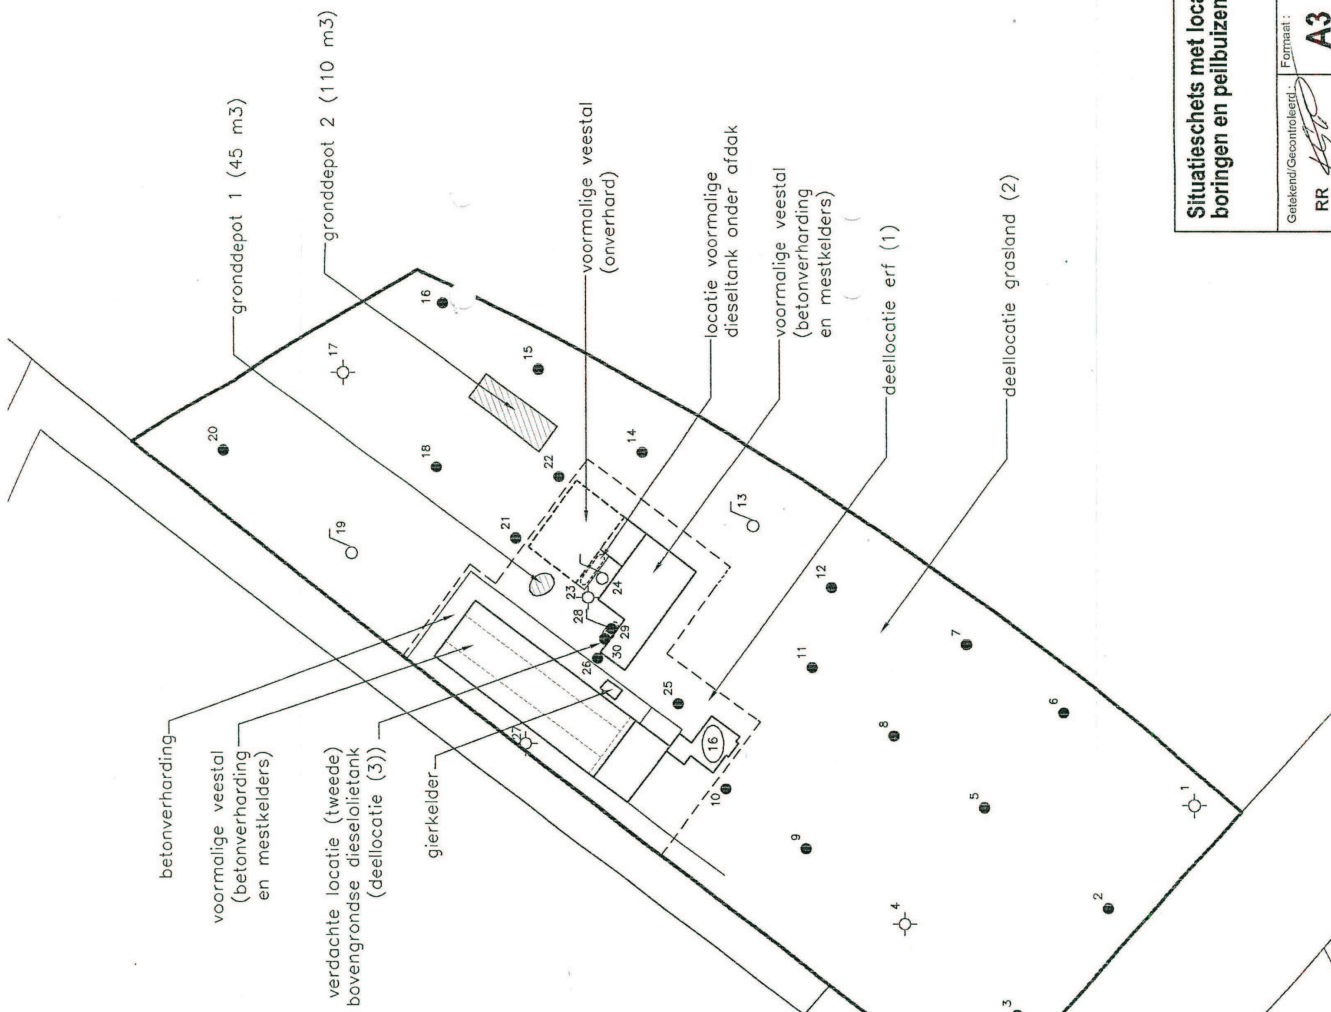 gronddepot 1 (45 m3)
gronddepot 2 (110 m3)
voormalige veestal
(onverhard)
locatie voormalige
dieseltank onder afdak
voormalige veestal
(betonverharding
en mestkelders)
deellocatie erf (1)
deellocatie grasland (2)
betonverharding
voormalige veestal
(betonverharding
en mestkelders)
verdachte locatie (tweede)
bovengrondse dieselolietank
(deellocatie (3))
gierkelder
20
17
16
19
18
15
21
22
14
13
23
24
28
29
30
26
27
25
16
12
11
10
9
8
7
6
5
4
3
2
1
Situatieschets met
boringen en peilbuizen
Getekend/Gecontroleerd:
RR
Formaat:
A3